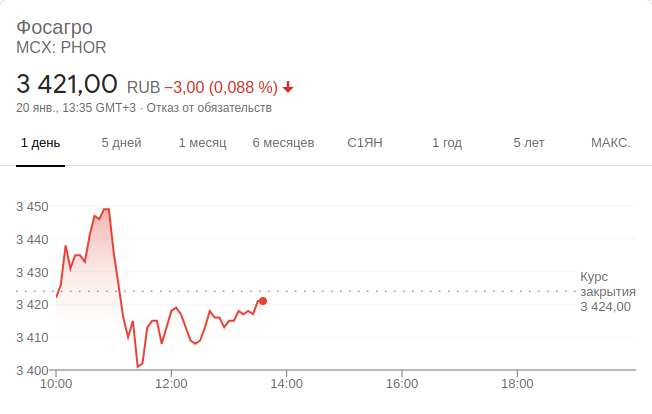 Фосагро
MCX: PHOR
3 421,00 RUB −3,00 (0,088 %)
20 янв., 13:35 GMT+3 · Отказ от обязательств
1 день 5 дней 1 месяц 6 месяцев С1ЯН 1 год 5 лет МАКС.
3 450
3 440
3 430
3 420
3 410
3 400
Курс
закрытия
3 424,00
10:00 12:00 14:00 16:00 18:00